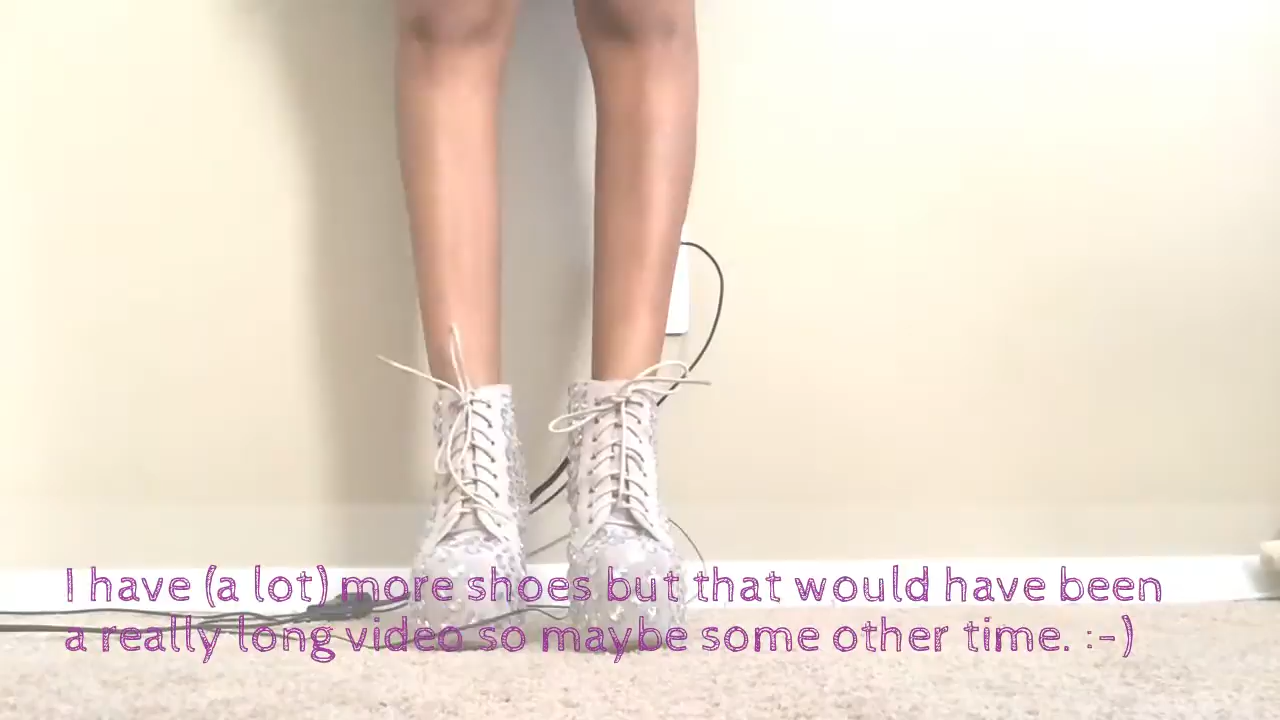 I have (a lot) more shoes but that would have been
a really long video so maybe some other time. :-)